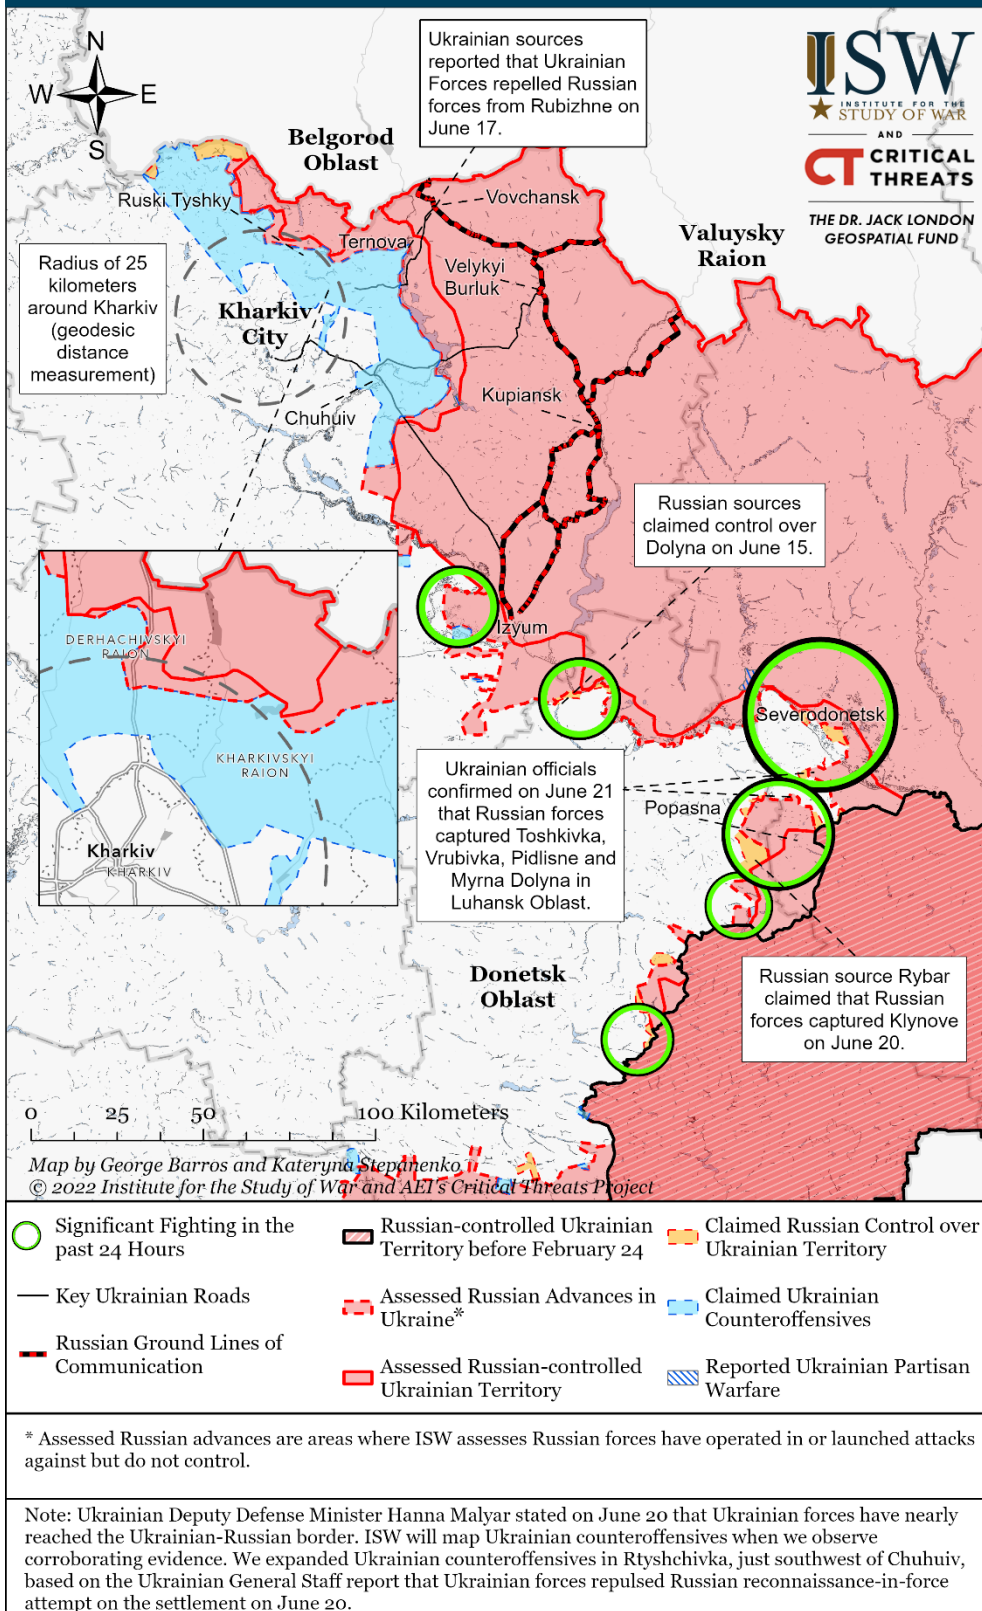 N
W
E
S
Ukrainian sources
reported that Ukrainian
Forces repelled Russian
forces from Rubizhne on
June 17.
ISW
INSTITUTE FOR THE
STUDY OF WAR
AND
CT CRITICAL
THREATS
THE DR. JACK LONDON
GEOSPATIAL FUND
Belgorod
Oblast
Ruski Tyshky
Vovchansk
Ternova
Valuysky
Raion
Velykyi
Burluk
Radius of 25
kilometers
around Kharkiv
(geodesic
distance
measurement)
Kharkiv
City
Kupiansk
Chuhuiv
Russian sources
claimed control over
Dolyna on June 15.
Izyum
DERHACHIVSKYI
RAION
KHARKIVSKYI
RAION
Kharkiv
KHARKIV
Severodonetsk
Ukrainian officials
confirmed on June 21
that Russian forces
captured Toshkivka,
Vrubivka, Pidlisne and
Myrna Dolyna in
Luhansk Oblast.
Popasna
Donetsk
Oblast
Russian source Rybar
claimed that Russian
forces captured Klynove
on June 20.
0 25 50 100 Kilometers
Map by George Barros and Kateryna Stepanenko
© 2022 Institute for the Study of War and AEI's Critical Threats Project
Significant Fighting in the
past 24 Hours
Key Ukrainian Roads
Russian Ground Lines of
Communication
Russian-controlled Ukrainian
Territory before February 24
Assessed Russian Advances in
Ukraine*
Assessed Russian-controlled
Ukrainian Territory
Claimed Russian Control over
Ukrainian Territory
Claimed Ukrainian
Counteroffensives
Reported Ukrainian Partisan
Warfare
* Assessed Russian advances are areas where ISW assesses Russian forces have operated in or launched attacks
against but do not control.
Note: Ukrainian Deputy Defense Minister Hanna Malyar stated on June 20 that Ukrainian forces have nearly
reached the Ukrainian-Russian border. ISW will map Ukrainian counteroffensives when we observe
corroborating evidence. We expanded Ukrainian counteroffensives in Rtyshchivka, just southwest of Chuhuiv,
based on the Ukrainian General Staff report that Ukrainian forces repulsed Russian reconnaissance-in-force
attempt on the settlement on June 20.